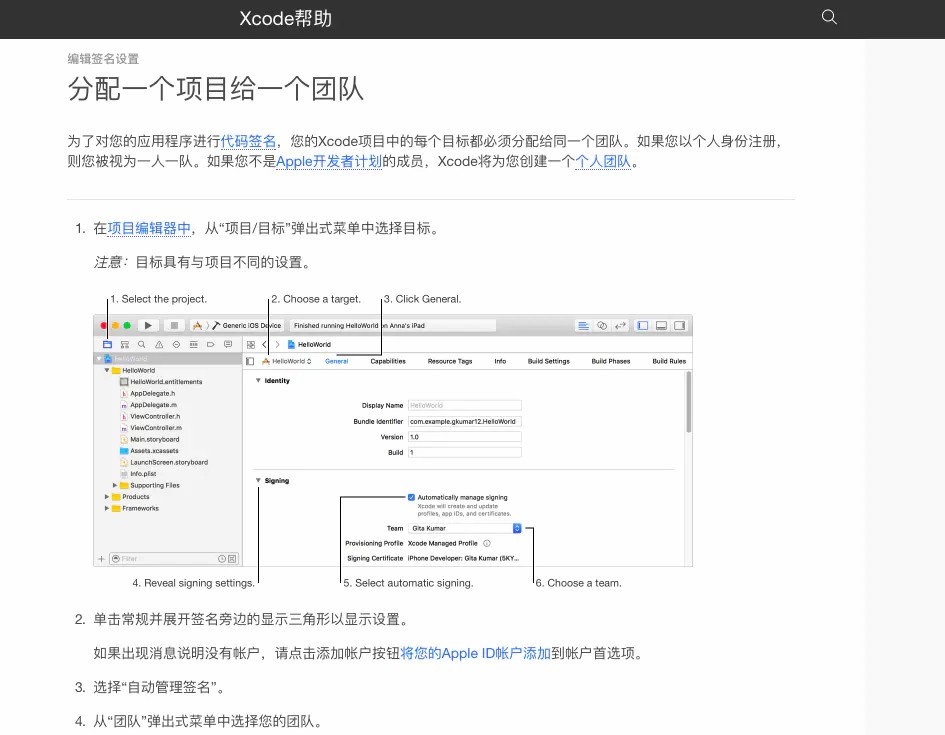 Xcode帮助
编辑签名设置
分配一个项目给一个团队
为了对您的应用程序进行代码签名，您的Xcode项目中的每个目标都必须分配给同一个团队。如果您以个人身份注册，
则您被视为一人一队。如果您不是Apple开发者计划的成员，Xcode将为您创建一个个人团队。
1. 在项目编辑器中，从“项目/目标”弹出式菜单中选择目标。
注意：目标具有与项目不同的设置。
1. Select the project.
2. Choose a target.
3. Click General.
Generic iOS Device
Finished running HelloWorld on Anna's iPad
HelloWorld
HelloWorld
HelloWorld
General
Capabilities
Resource Tags
Info
Build Settings
Build Phases
Build Rules
HelloWorld
HelloWorld.entitlements
AppDelegate.h
AppDelegate.m
ViewController.h
ViewController.m
Main.storyboard
Assets.xcassets
LaunchScreen.storyboard
Info.plist
Supporting Files
Products
Frameworks
Filter
Identity
Display Name HelloWorld
Bundle Identifier com.example.gkumar12.HelloWorld
Version 1.0
Build 1
Signing
Automatically manage signing
Xcode will create and update
profiles, app IDs, and certificates.
Team Gita Kumar
Provisioning Profile Xcode Managed Profile
Signing Certificate iPhone Developer: Gita Kumar (5KY...
4. Reveal signing settings.
5. Select automatic signing.
6. Choose a team.
2. 单击常规并展开签名旁边的显示三角形以显示设置。
如果出现消息说明没有帐户，请点击添加帐户按钮将您的Apple ID帐户添加到帐户首选项。
3. 选择“自动管理签名”。
4. 从“团队”弹出式菜单中选择您的团队。